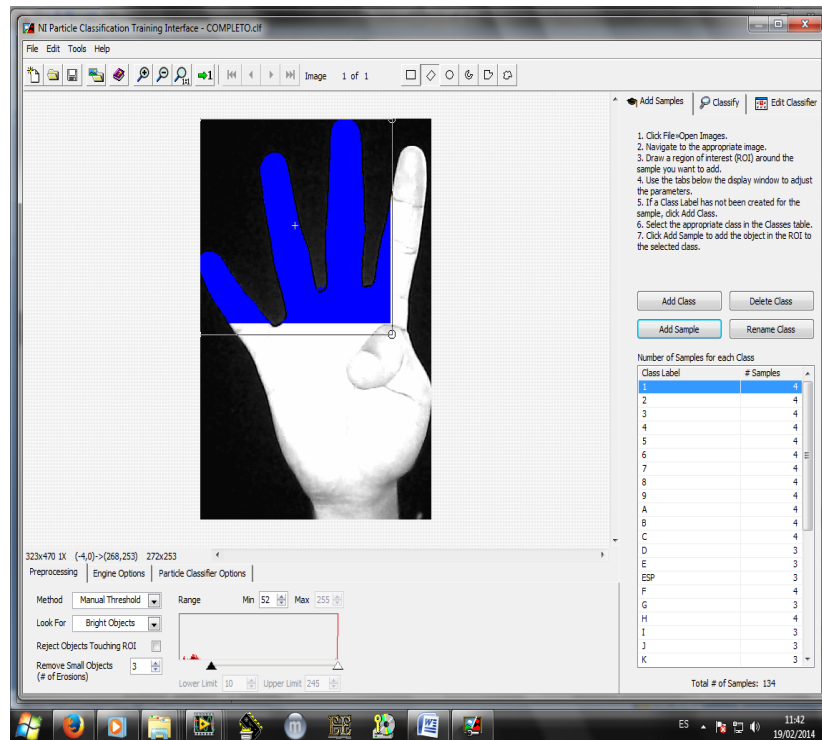 NI Particle Classification Training Interface - COMPLETO.clf
File Edit Tools Help
1:1 1 Image 1 of 1
Add Samples Classify Edit Classifier
1. Click File»Open Images.
2. Navigate to the appropriate image.
3. Draw a region of interest (ROI) around the
sample you want to add.
4. Use the tabs below the display window to adjust
the parameters.
5. If a Class Label has not been created for the
sample, click Add Class.
6. Select the appropriate class in the Classes table.
7. Click Add Sample to add the object in the ROI to
the selected class.
Add Class Delete Class
Add Sample Rename Class
Number of Samples for each Class
Class Label # Samples
1 4
2 4
3 4
4 4
5 4
6 4
7 4
8 4
9 4
A 4
B 4
C 4
D 3
E 3
ESP 3
F 4
G 3
H 4
I 3
J 3
K 3
Total # of Samples: 134
323x470 1X (-4,0)->(268,253) 272x253
Preprocessing Engine Options Particle Classifier Options
Method Manual Threshold Range Min 52 Max 255
Look For Bright Objects
Reject Objects Touching ROI
Remove Small Objects 3
(# of Erosions)
Lower Limit 10 Upper Limit 245
ES 11:42
19/02/2014